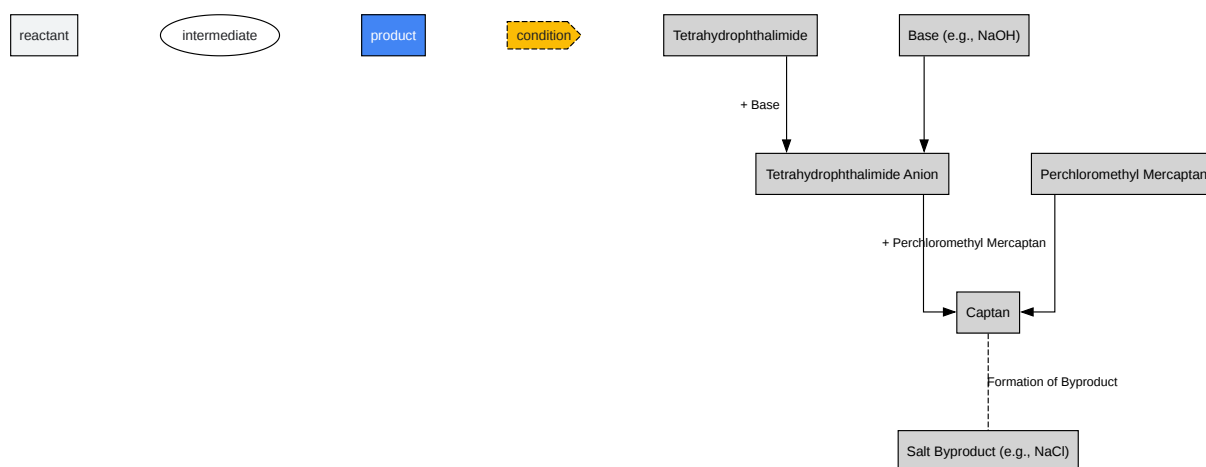 reactant
intermediate
product
condition
Tetrahydrophthalimide
Base (e.g., NaOH)
+ Base
Tetrahydrophthalimide Anion
Perchloromethyl Mercaptan
+ Perchloromethyl Mercaptan
Captan
Formation of Byproduct
Salt Byproduct (e.g., NaCl)